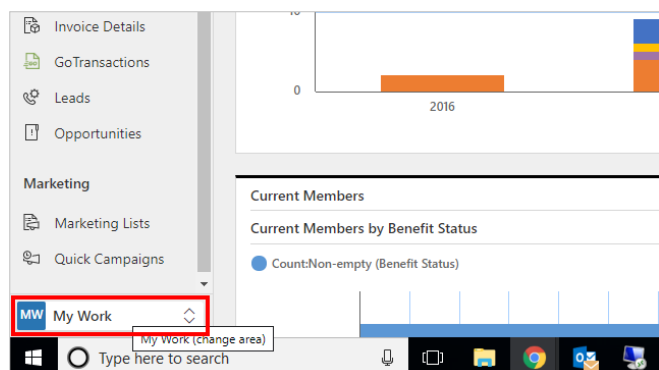 Invoice Details
GoTransactions
Leads
Opportunities
Marketing
Marketing Lists
Quick Campaigns
MW My Work
My Work (change area)
0
2016
Current Members
Current Members by Benefit Status
Count:Non-empty (Benefit Status)
Type here to search